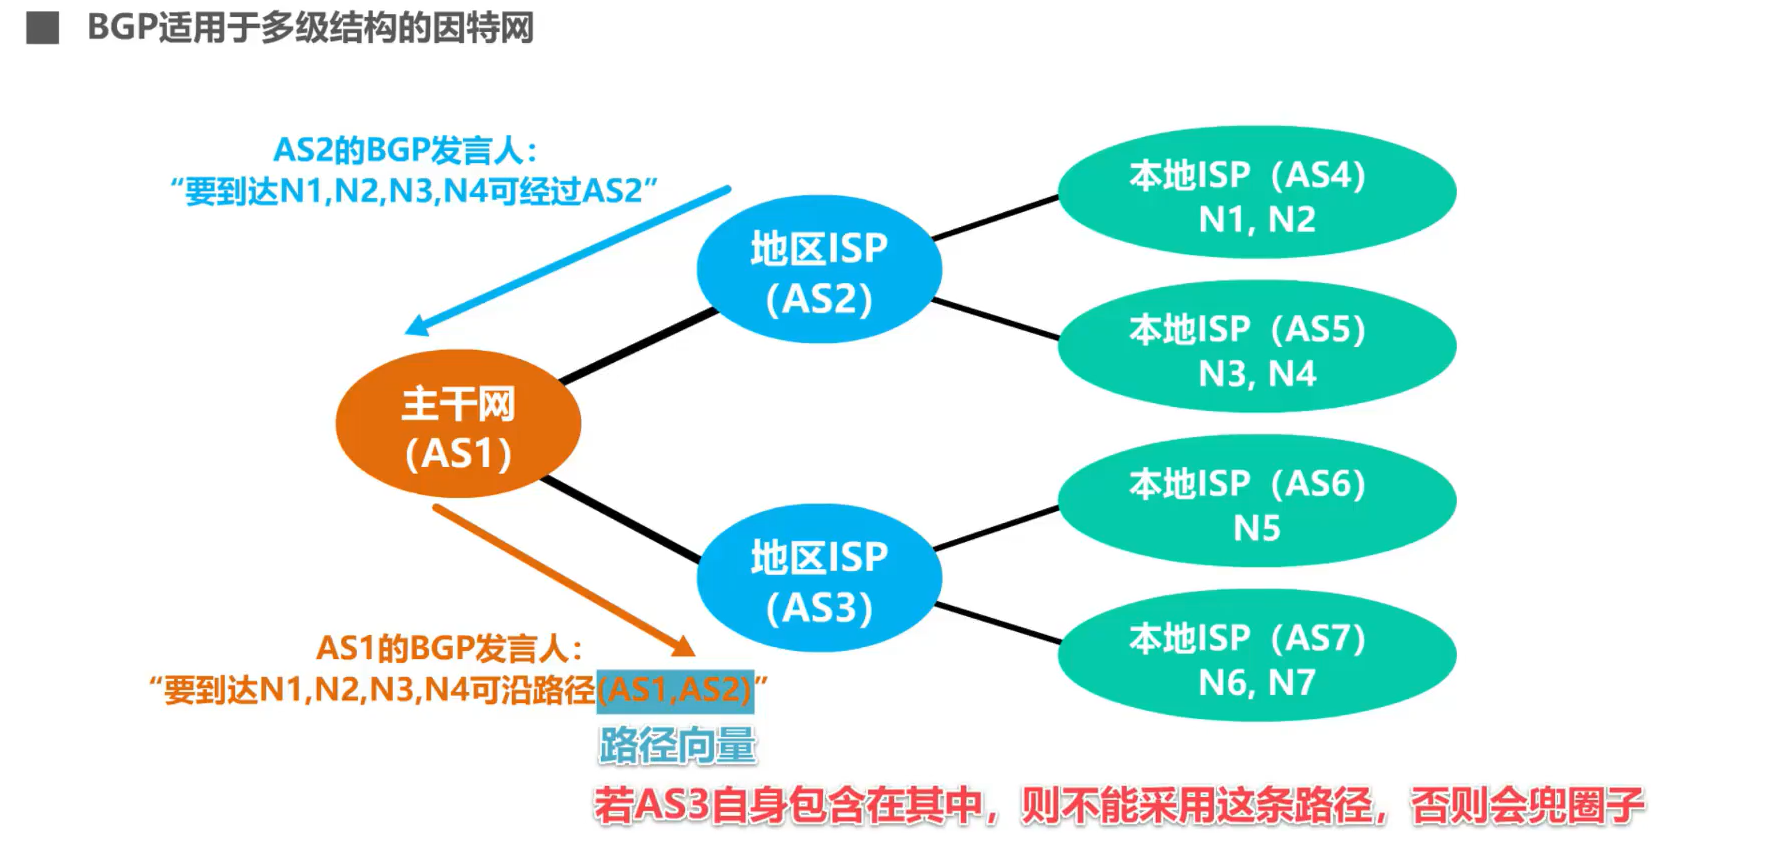 BGP适用于多级结构的因特网
AS2的BGP发言人：
“要到达N1,N2,N3,N4可经过AS2”
地区ISP
（AS2）
本地ISP（AS4）
N1, N2
本地ISP（AS5）
N3, N4
主干网
（AS1）
地区ISP
（AS3）
本地ISP（AS6）
N5
本地ISP（AS7）
N6, N7
AS1的BGP发言人：
“要到达N1,N2,N3,N4可沿路径(AS1,AS2)”
路径向量
若AS3自身包含在其中，则不能采用这条路径，否则会兜圈子